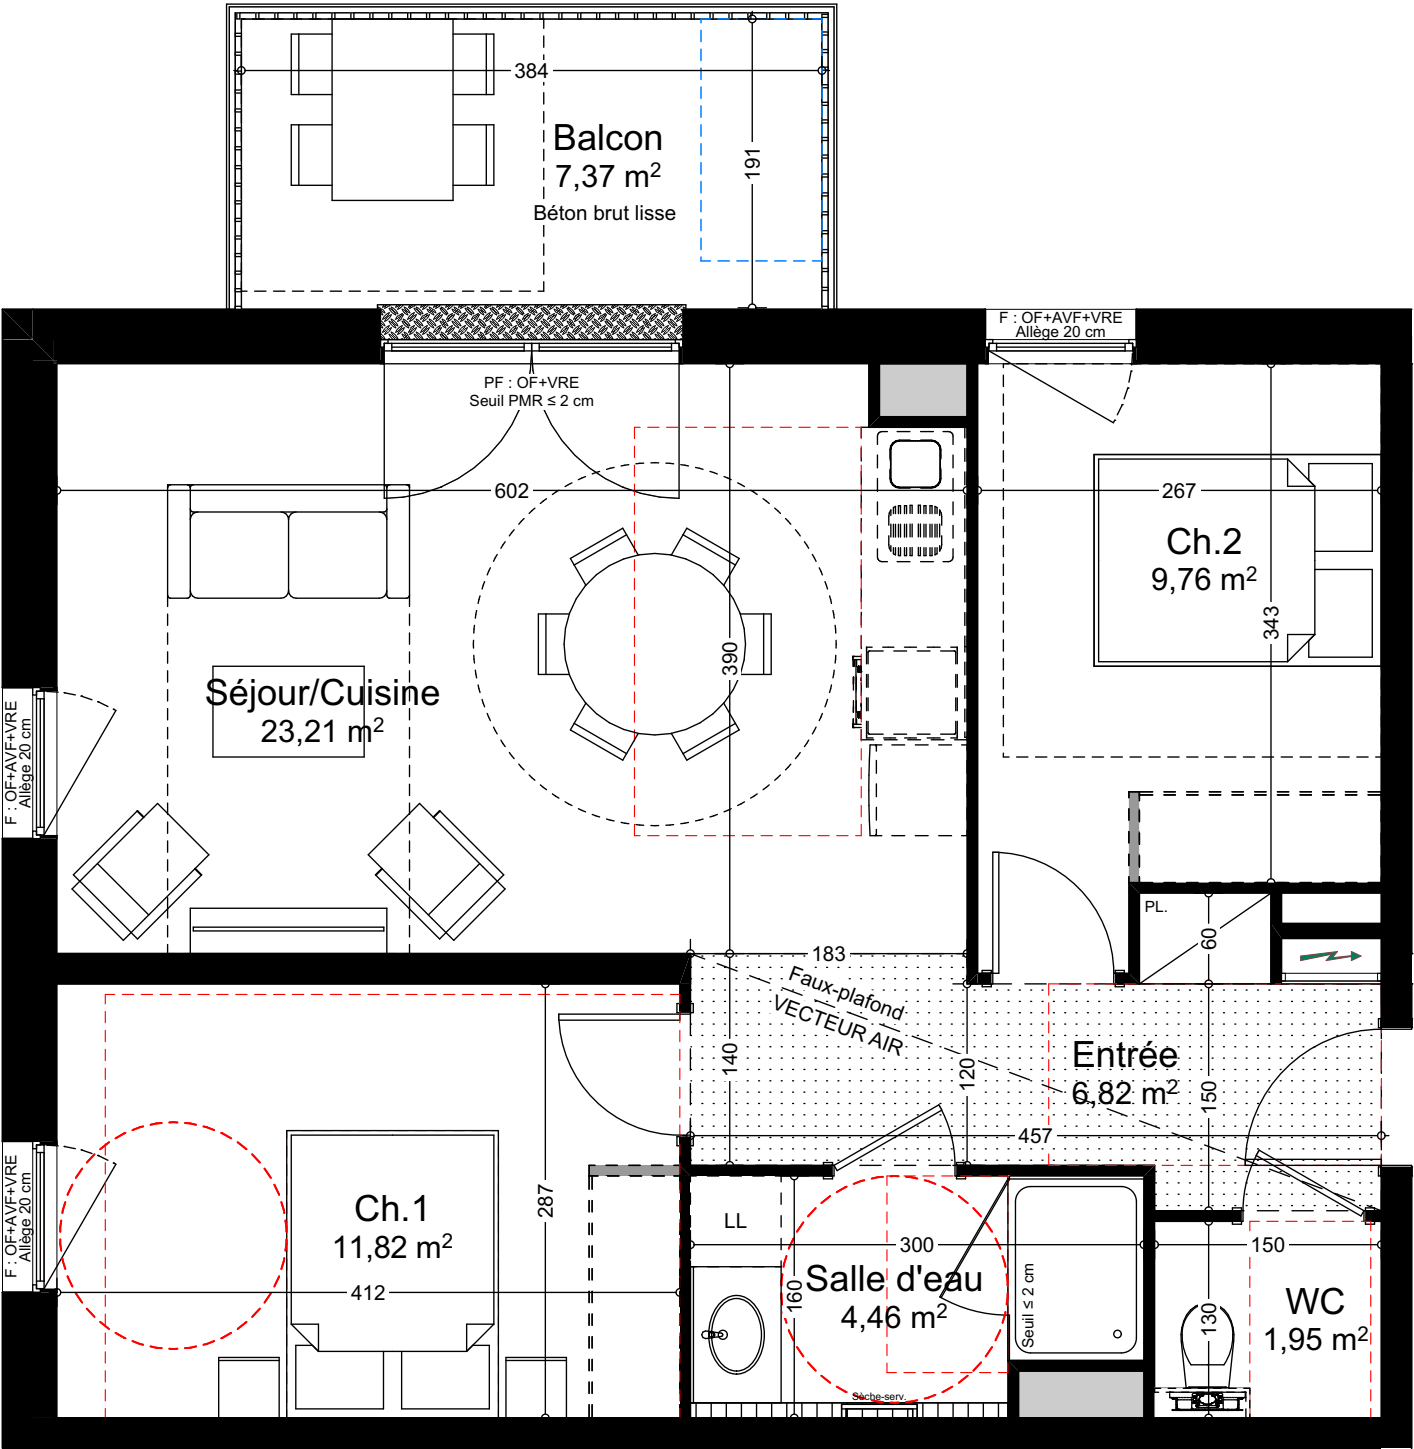 384
Balcon
7,37 m²
Béton brut lisse
191
F : OF+AVF+VRE
Allège 20 cm
PF : OF+VRE
Seuil PMR ≤ 2 cm
602
267
Ch.2
9,76 m²
343
390
Séjour/Cuisine
23,21 m²
F : OF+AVF+VRE
Allège 20 cm
PL.
60
183
Faux-plafond
VECTEUR AIR
140
120
Entrée
6,82 m²
150
457
F : OF+AVF+VRE
Allège 20 cm
Ch.1
11,82 m²
287
412
LL
300
Salle d'eau
4,46 m²
160
Seuil ≤ 2 cm
Sèche-serv.
150
WC
1,95 m²
130